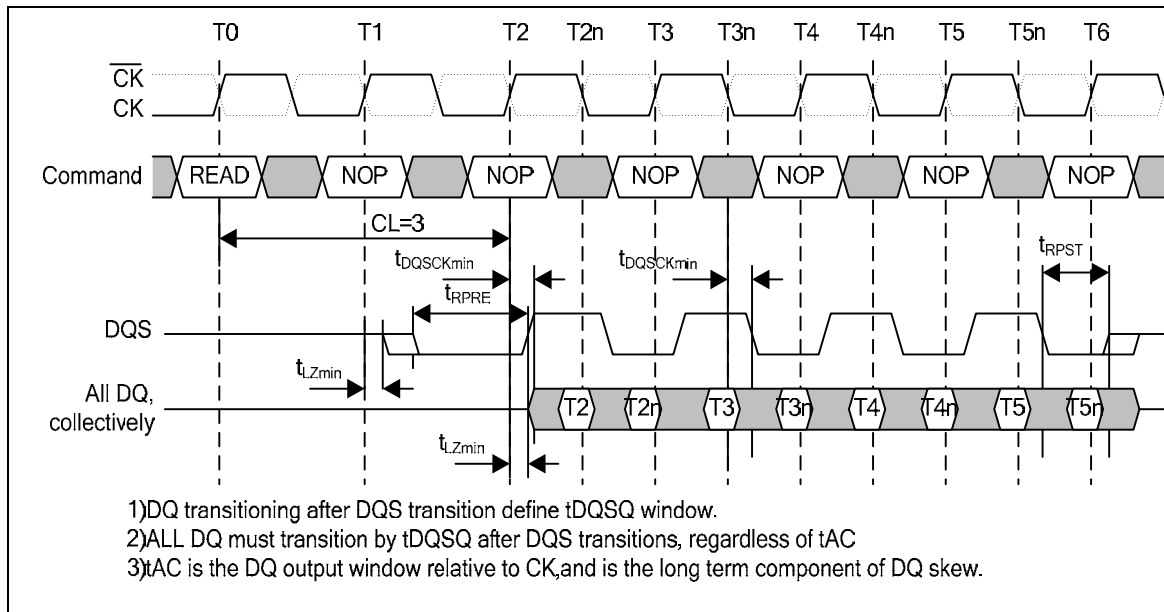 T0 T1 T2 T2n T3 T3n T4 T4n T5 T5n T6
CK
CK
Command READ NOP NOP NOP NOP NOP NOP
CL=3
tDQSCKmin tDQSCKmin tRPST
tRPRE
DQS
tLZmin
All DQ,
collectively
T2 T2n T3 T3n T4 T4n T5 T5n
tLZmin
1)DQ transitioning after DQS transition define tDQSQ window.
2)ALL DQ must transition by tDQSQ after DQS transitions, regardless of tAC
3)tAC is the DQ output window relative to CK,and is the long term component of DQ skew.